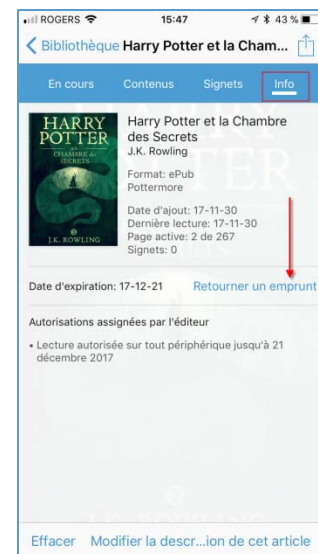 ROGERS 15:47 43 %
Bibliothèque Harry Potter et la Cham...
En cours Contenus Signets Info
HARRY
POTTER
ET LA
CHAMBRE des
SECRETS
J.K. ROWLING
Harry Potter et la Chambre
des Secrets
J.K. Rowling
Format: ePub
Pottermore
Date d'ajout: 17-11-30
Dernière lecture: 17-11-30
Page active: 2 de 267
Signets: 0
Date d'expiration: 17-12-21 Retourner un emprunt
Autorisations assignées par l'éditeur
• Lecture autorisée sur tout périphérique jusqu'à 21
décembre 2017
Effacer Modifier la descr...ion de cet article